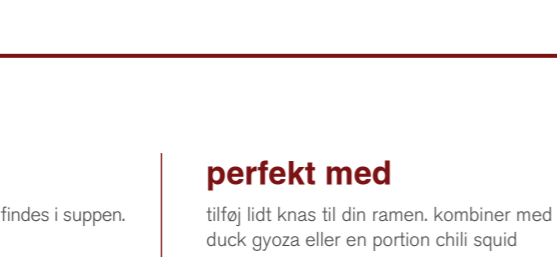 findes i suppen.
perfekt med
tilføj lidt knas til din ramen. kombiner med
duck gyoza eller en portion chili squid